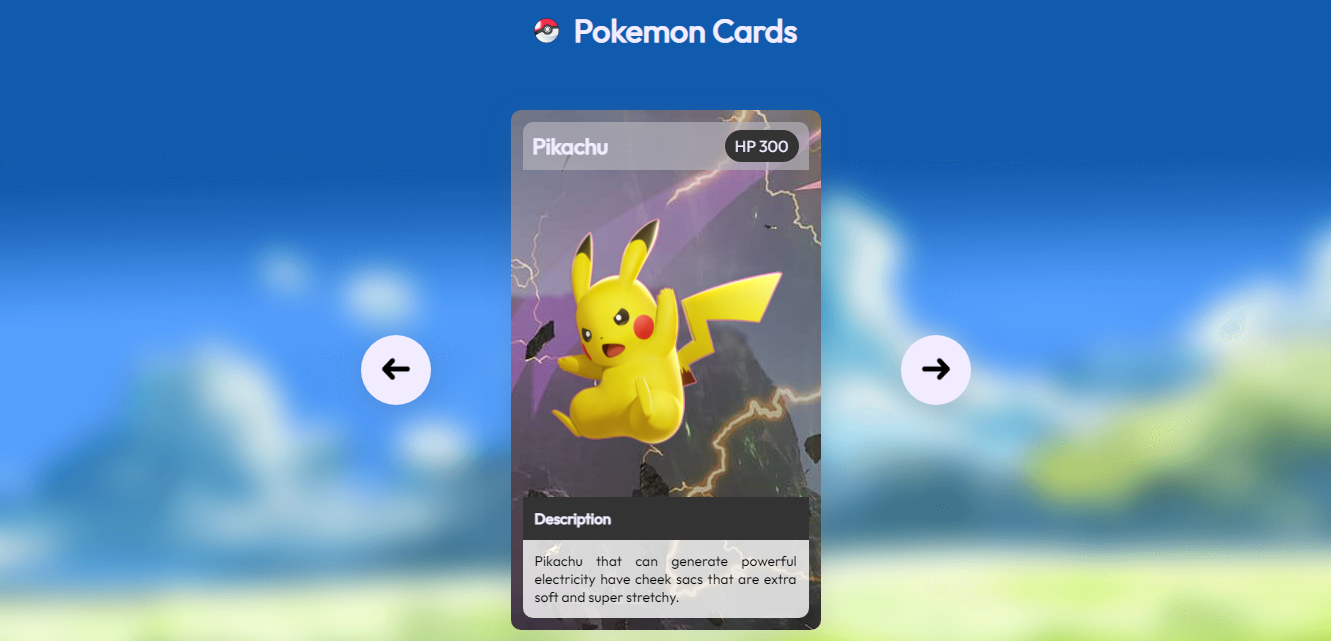 Pokemon Cards
Pikachu
HP 300
Description
Pikachu that can generate powerful
electricity have cheek sacs that are extra
soft and super stretchy.